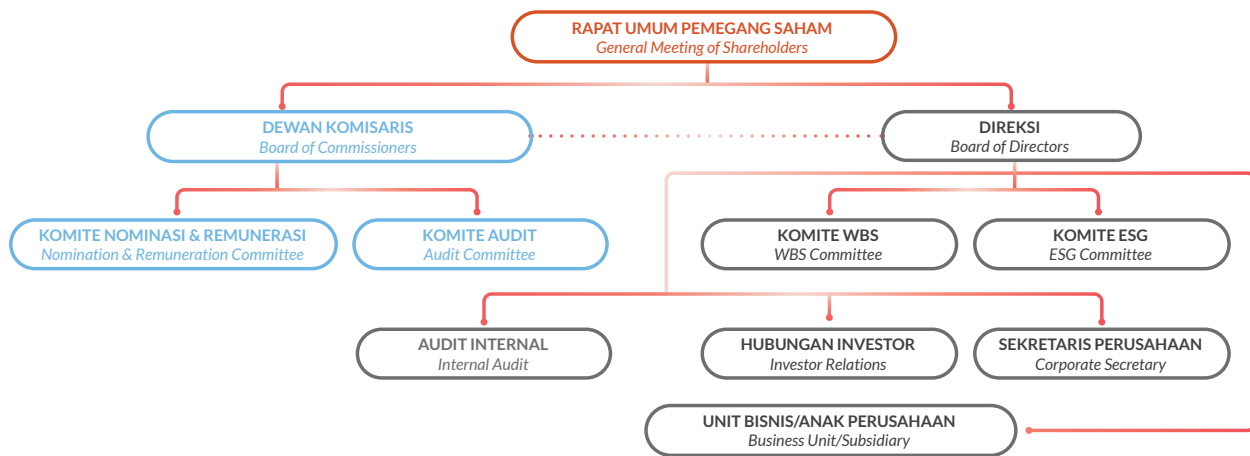 RAPAT UMUM PEMEGANG SAHAM
General Meeting of Shareholders
DEWAN KOMISARIS
Board of Commissioners
DIREKSI
Board of Directors
KOMITE NOMINASI & REMUNERASI
Nomination & Remuneration Committee
KOMITE AUDIT
Audit Committee
KOMITE WBS
WBS Committee
KOMITE ESG
ESG Committee
AUDIT INTERNAL
Internal Audit
HUBUNGAN INVESTOR
Investor Relations
SEKRETARIS PERUSAHAAN
Corporate Secretary
UNIT BISNIS/ANAK PERUSAHAAN
Business Unit/Subsidiary